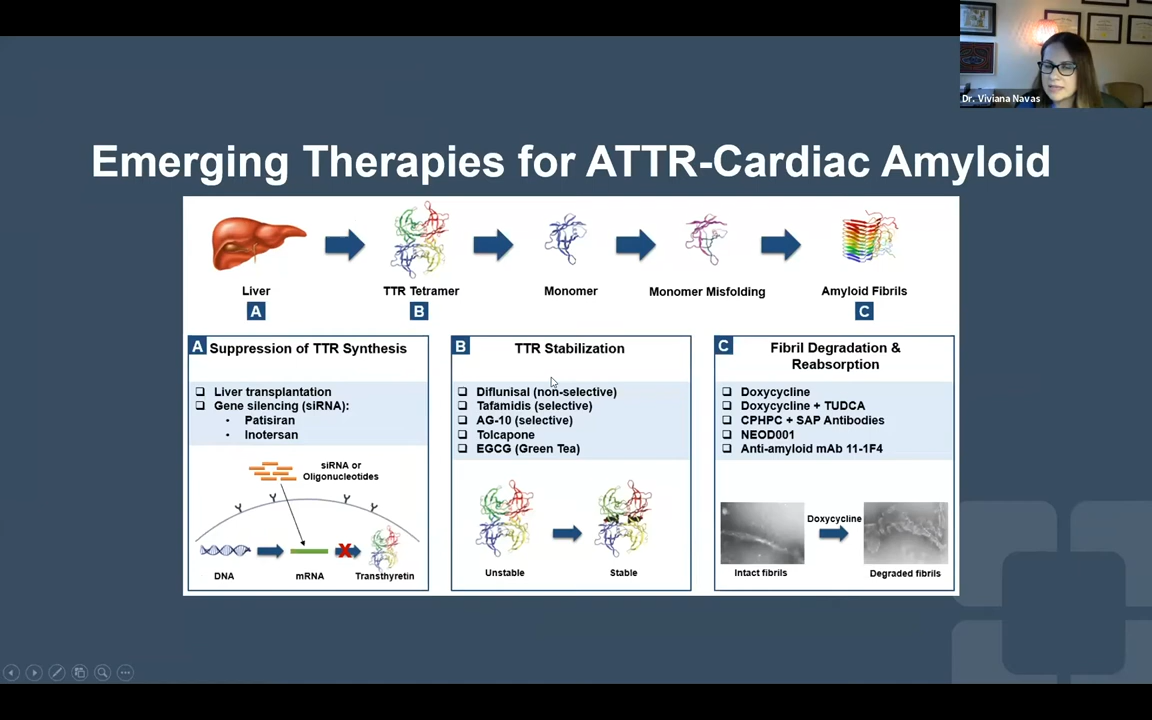 Dr. Viviana Navas
Emerging Therapies for ATTR-Cardiac Amyloid
Liver
TTR Tetramer
Monomer
Monomer Misfolding
Amyloid Fibrils
A
B
C
A Suppression of TTR Synthesis
Liver transplantation
Gene silencing (siRNA):
Patisiran
Inotersan
siRNA or
Oligonucleotides
DNA
mRNA
Transthyretin
B TTR Stabilization
Diflunisal (non-selective)
Tafamidis (selective)
AG-10 (selective)
Tolcapone
EGCG (Green Tea)
Unstable
Stable
C Fibril Degradation &
Reabsorption
Doxycycline
Doxycycline + TUDCA
CPHPC + SAP Antibodies
NEOD001
Anti-amyloid mAb 11-1F4
Doxycycline
Intact fibrils
Degraded fibrils